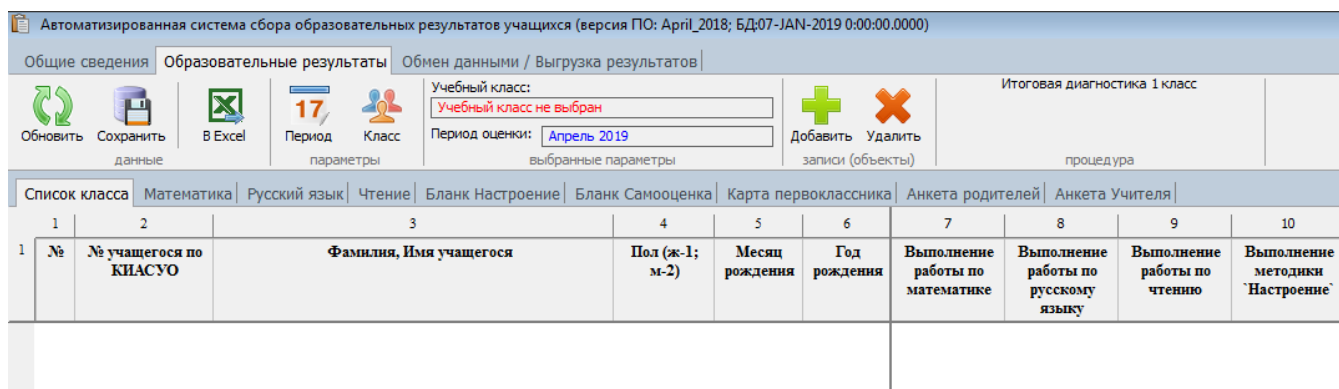 Автоматизированная система сбора образовательных результатов учащихся (версия ПО: April_2018; БД:07-JAN-2019 0:00:00.0000)
Общие сведения Образовательные результаты Обмен данными / Выгрузка результатов
Обновить Сохранить В Excel
данные
17 Период Класс
параметры
Учебный класс:
Учебный класс не выбран
Период оценки: Апрель 2019
выбранные параметры
Добавить Удалить
записи (объекты)
Итоговая диагностика 1 класс
процедура
Список класса Математика Русский язык Чтение Бланк Настроение Бланк Самооценка Карта первоклассника Анкета родителей Анкета Учителя
1 2 3 4 5 6 7 8 9 10
1 № № учащегося по Фамилия, Имя учащегося Пол (ж-1; Месяц Год Выполнение Выполнение Выполнение Выполнение
КИАСУО м-2) рождения рождения работы по работы по работы по методики
математике русскому чтению `Настроение`
языку